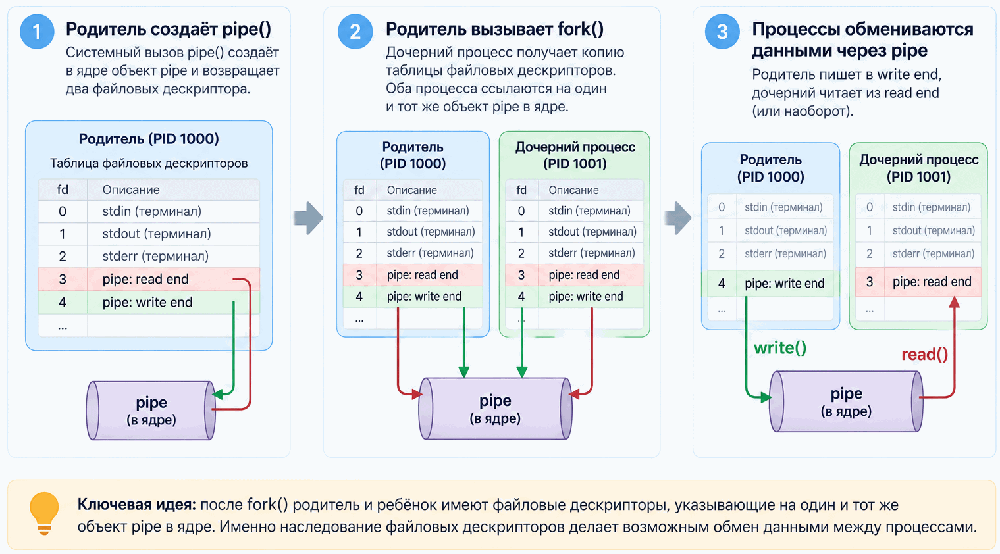 1
Родитель создаёт pipe()
Системный вызов pipe() создаёт
в ядре объект pipe и возвращает
два файловых дескриптора.
Родитель (PID 1000)
Таблица файловых дескрипторов
fd Описание
0 stdin (терминал)
1 stdout (терминал)
2 stderr (терминал)
3 pipe: read end
4 pipe: write end
...
pipe
(в ядре)
2
Родитель вызывает fork()
Дочерний процесс получает копию
таблицы файловых дескрипторов.
Оба процесса ссылаются на один
и тот же объект pipe в ядре.
Родитель
(PID 1000)
fd Описание
0 stdin (терминал)
1 stdout (терминал)
2 stderr (терминал)
3 pipe: read end
4 pipe: write end
...
Дочерний процесс
(PID 1001)
fd Описание
0 stdin (терминал)
1 stdout (терминал)
2 stderr (терминал)
3 pipe: read end
4 pipe: write end
...
pipe
(в ядре)
3
Процессы обмениваются
данными через pipe
Родитель пишет в write end,
дочерний читает из read end
(или наоборот).
Родитель
(PID 1000)
0 stdin (терминал)
1 stdout (терминал)
2 stderr (терминал)
4 pipe: write end
...
Дочерний процесс
(PID 1001)
0 stdin (терминал)
1 stdout (терминал)
2 stderr (терминал)
3 pipe: read end
...
write()
read()
pipe
(в ядре)
Ключевая идея: после fork() родитель и ребёнок имеют файловые дескрипторы, указывающие на один и тот же
объект pipe в ядре. Именно наследование файловых дескрипторов делает возможным обмен данными между процессами.